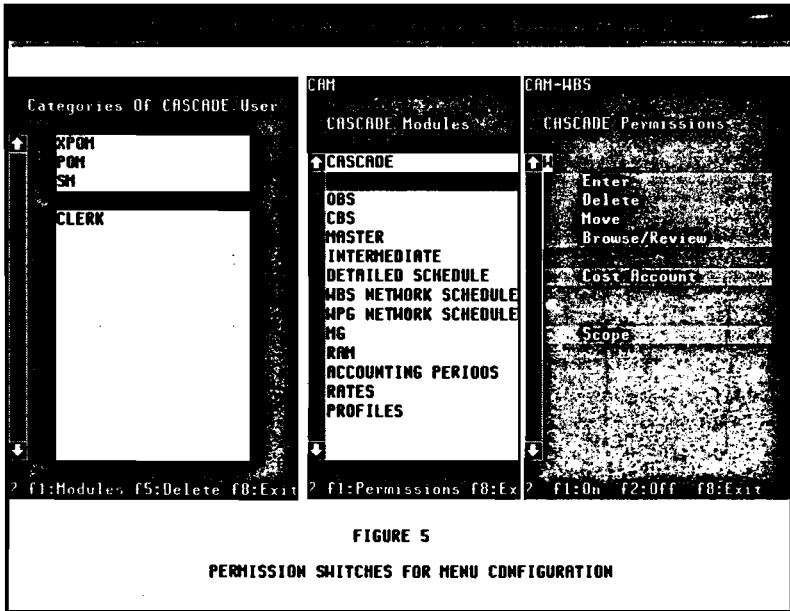 Categories Of CASCADE User
XPOM
POM
SM
CLERK
? f1:Modules f5:Delete f8:Exit
CAM
CASCADE Modules
CASCADE
OBS
CBS
MASTER
INTERMEDIATE
DETAILED SCHEDULE
WBS NETWORK SCHEDULE
WPG NETWORK SCHEDULE
MG
RAM
ACCOUNTING PERIODS
RATES
PROFILES
? f1:Permissions f8:Ex
CAM-WBS
CASCADE Permissions
W
Enter
Delete
Move
Browse/Review
Cost Account
Scope
? f1:On f2:Off f8:Exit
FIGURE 5
PERMISSION SWITCHES FOR MENU CONFIGURATION